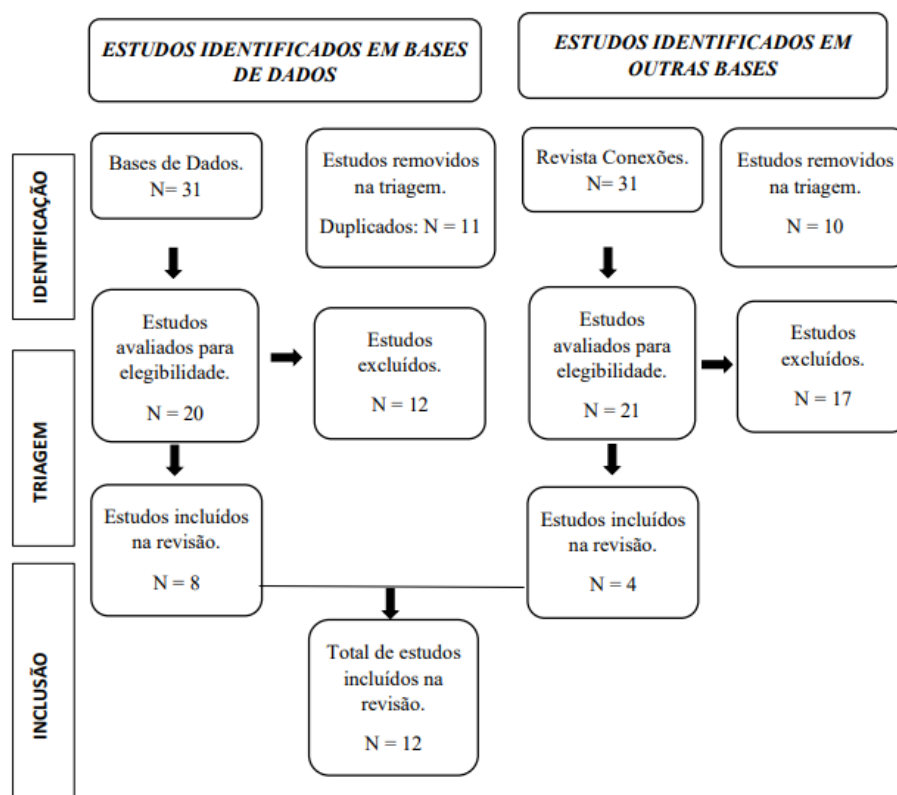 ESTUDOS IDENTIFICADOS EM BASES
DE DADOS
ESTUDOS IDENTIFICADOS EM
OUTRAS BASES
IDENTIFICAÇÃO
Bases de Dados.
N= 31
Estudos removidos
na triagem.
Duplicados: N = 11
Revista Conexões.
N= 31
Estudos removidos
na triagem.
N = 10
Estudos
avaliados para
elegibilidade.
N = 20
Estudos
excluídos.
N = 12
Estudos
avaliados para
elegibilidade.
N = 21
Estudos
excluídos.
N = 17
TRIAGEM
Estudos incluídos
na revisão.
N = 8
Estudos incluídos
na revisão.
N = 4
INCLUSÃO
Total de estudos
incluídos na
revisão.
N = 12